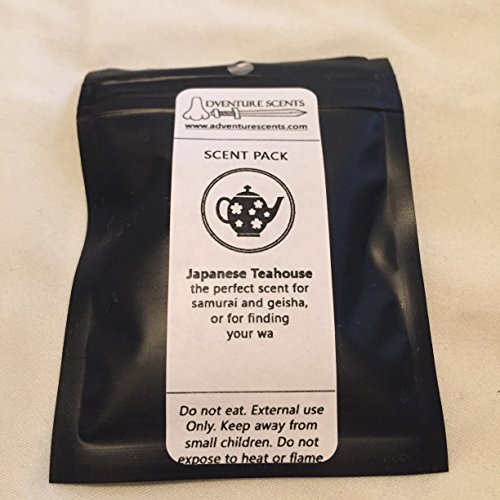 ADVENTURE SCENTS
www.adventurescents.com
SCENT PACK
Japanese Teahouse
the perfect scent for
samurai and geisha,
or for finding
your wa
Do not eat. External use
Only. Keep away from
small children. Do not
expose to heat or flame